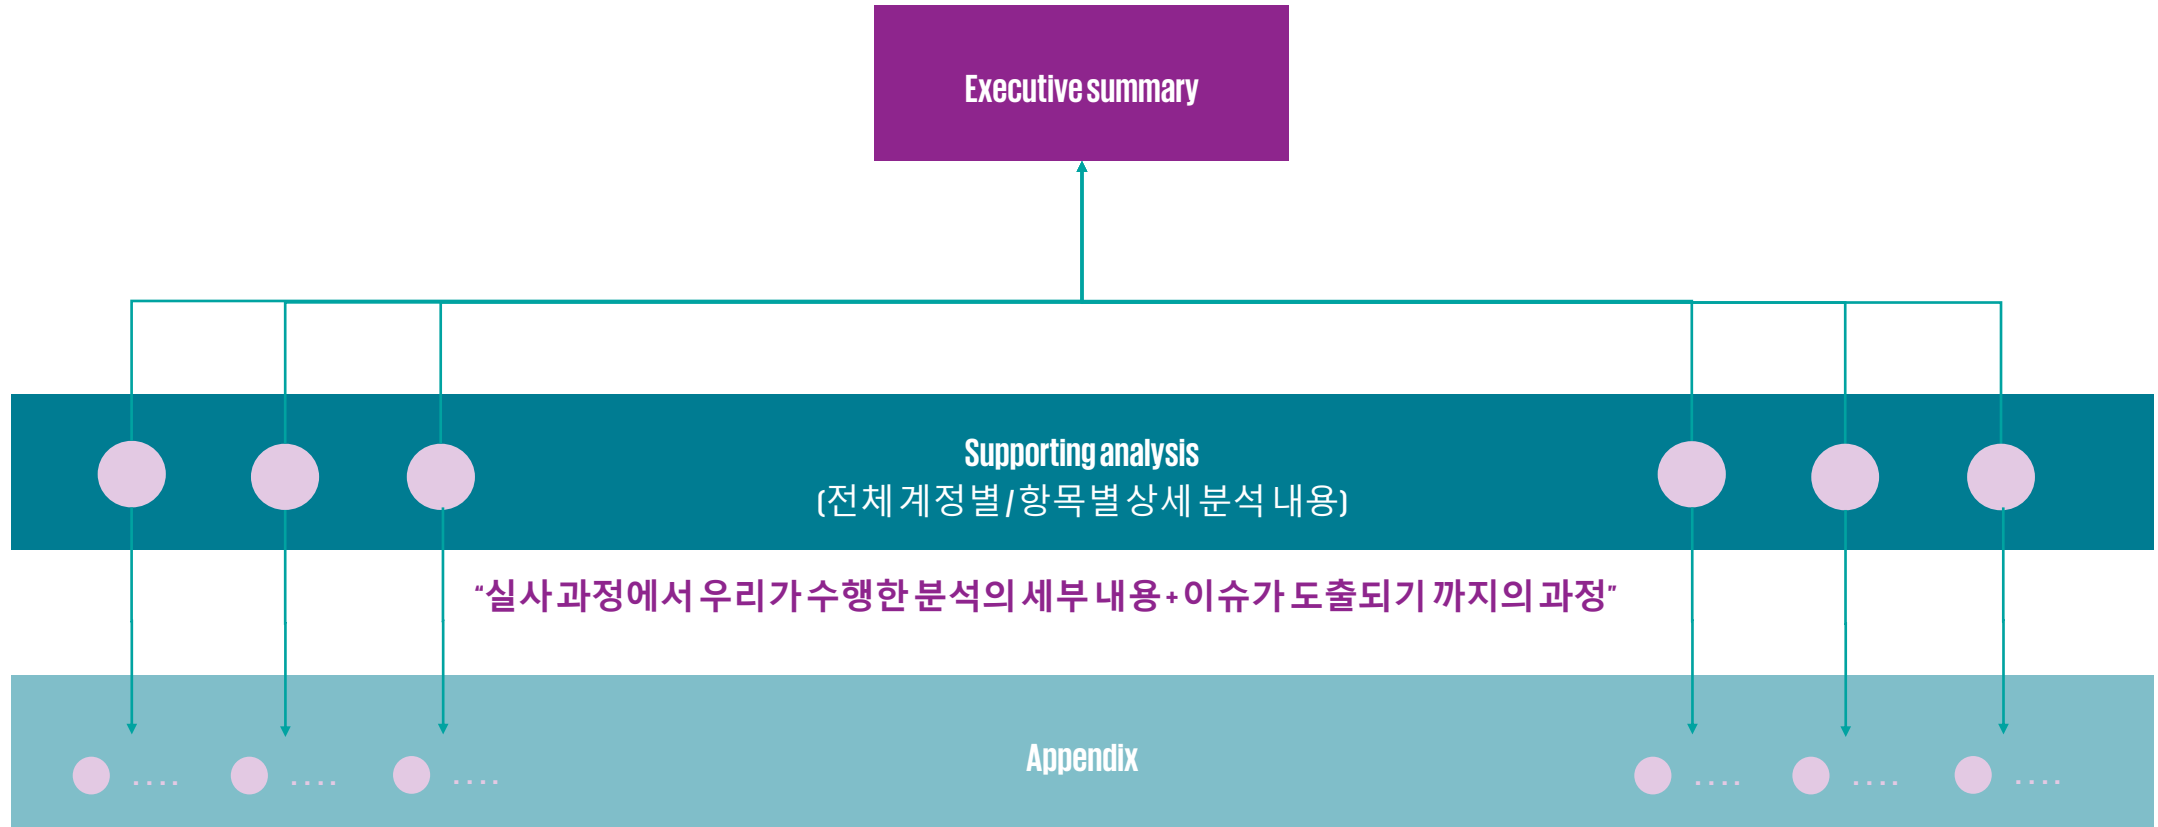 Executive summary
Supporting analysis
(전체 계정별/항목별 상세 분석 내용)
“실사 과정에서 우리가 수행한 분석의 세부 내용 + 이슈가 도출되기 까지의 과정”
Appendix
....
....
....
....
....
....